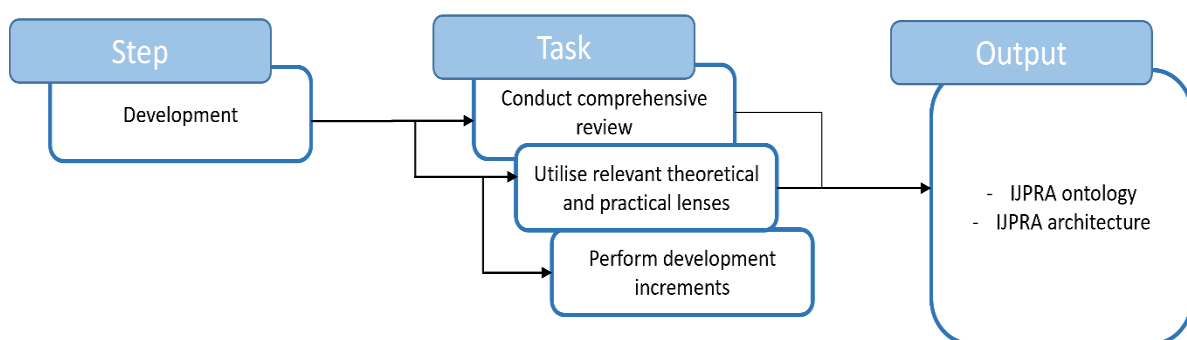 Step
Development
Task
Conduct comprehensive
review
Utilise relevant theoretical
and practical lenses
Perform development
increments
Output
- IJPRA ontology
- IJPRA architecture